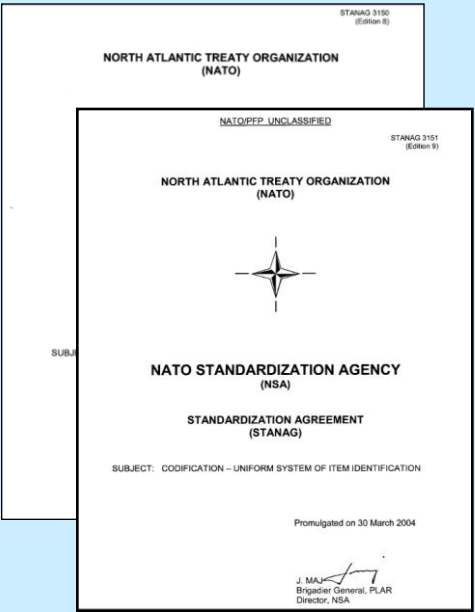 STANAG 3150
(Edition 8)
NORTH ATLANTIC TREATY ORGANIZATION
(NATO)
SUBJ
NATO/PFP UNCLASSIFIED
STANAG 3151
(Edition 9)
NORTH ATLANTIC TREATY ORGANIZATION
(NATO)
NATO STANDARDIZATION AGENCY
(NSA)
STANDARDIZATION AGREEMENT
(STANAG)
SUBJECT: CODIFICATION – UNIFORM SYSTEM OF ITEM IDENTIFICATION
Promulgated on 30 March 2004
J. MAJ
Brigadier General, PLAR
Director, NSA